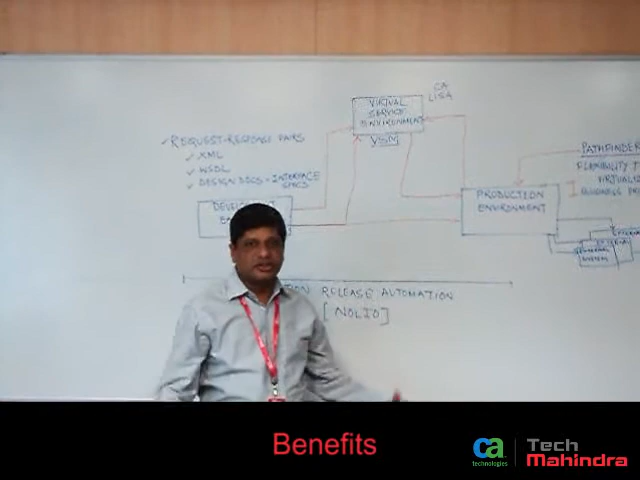 CA
LISA
VIRTUAL
SERVICE
ENVIRONMENT
VSM
✓ REQUEST-RESPONSE PAIRS
✓ XML
✓ WSDL
✓ DESIGN DOCS - INTERFACE
SPECS
PATHFINDER
PRODUCTION
ENVIRONMENT
RELEASE AUTOMATION
[NOLIO]
Benefits
ca
technologies
Tech
Mahindra